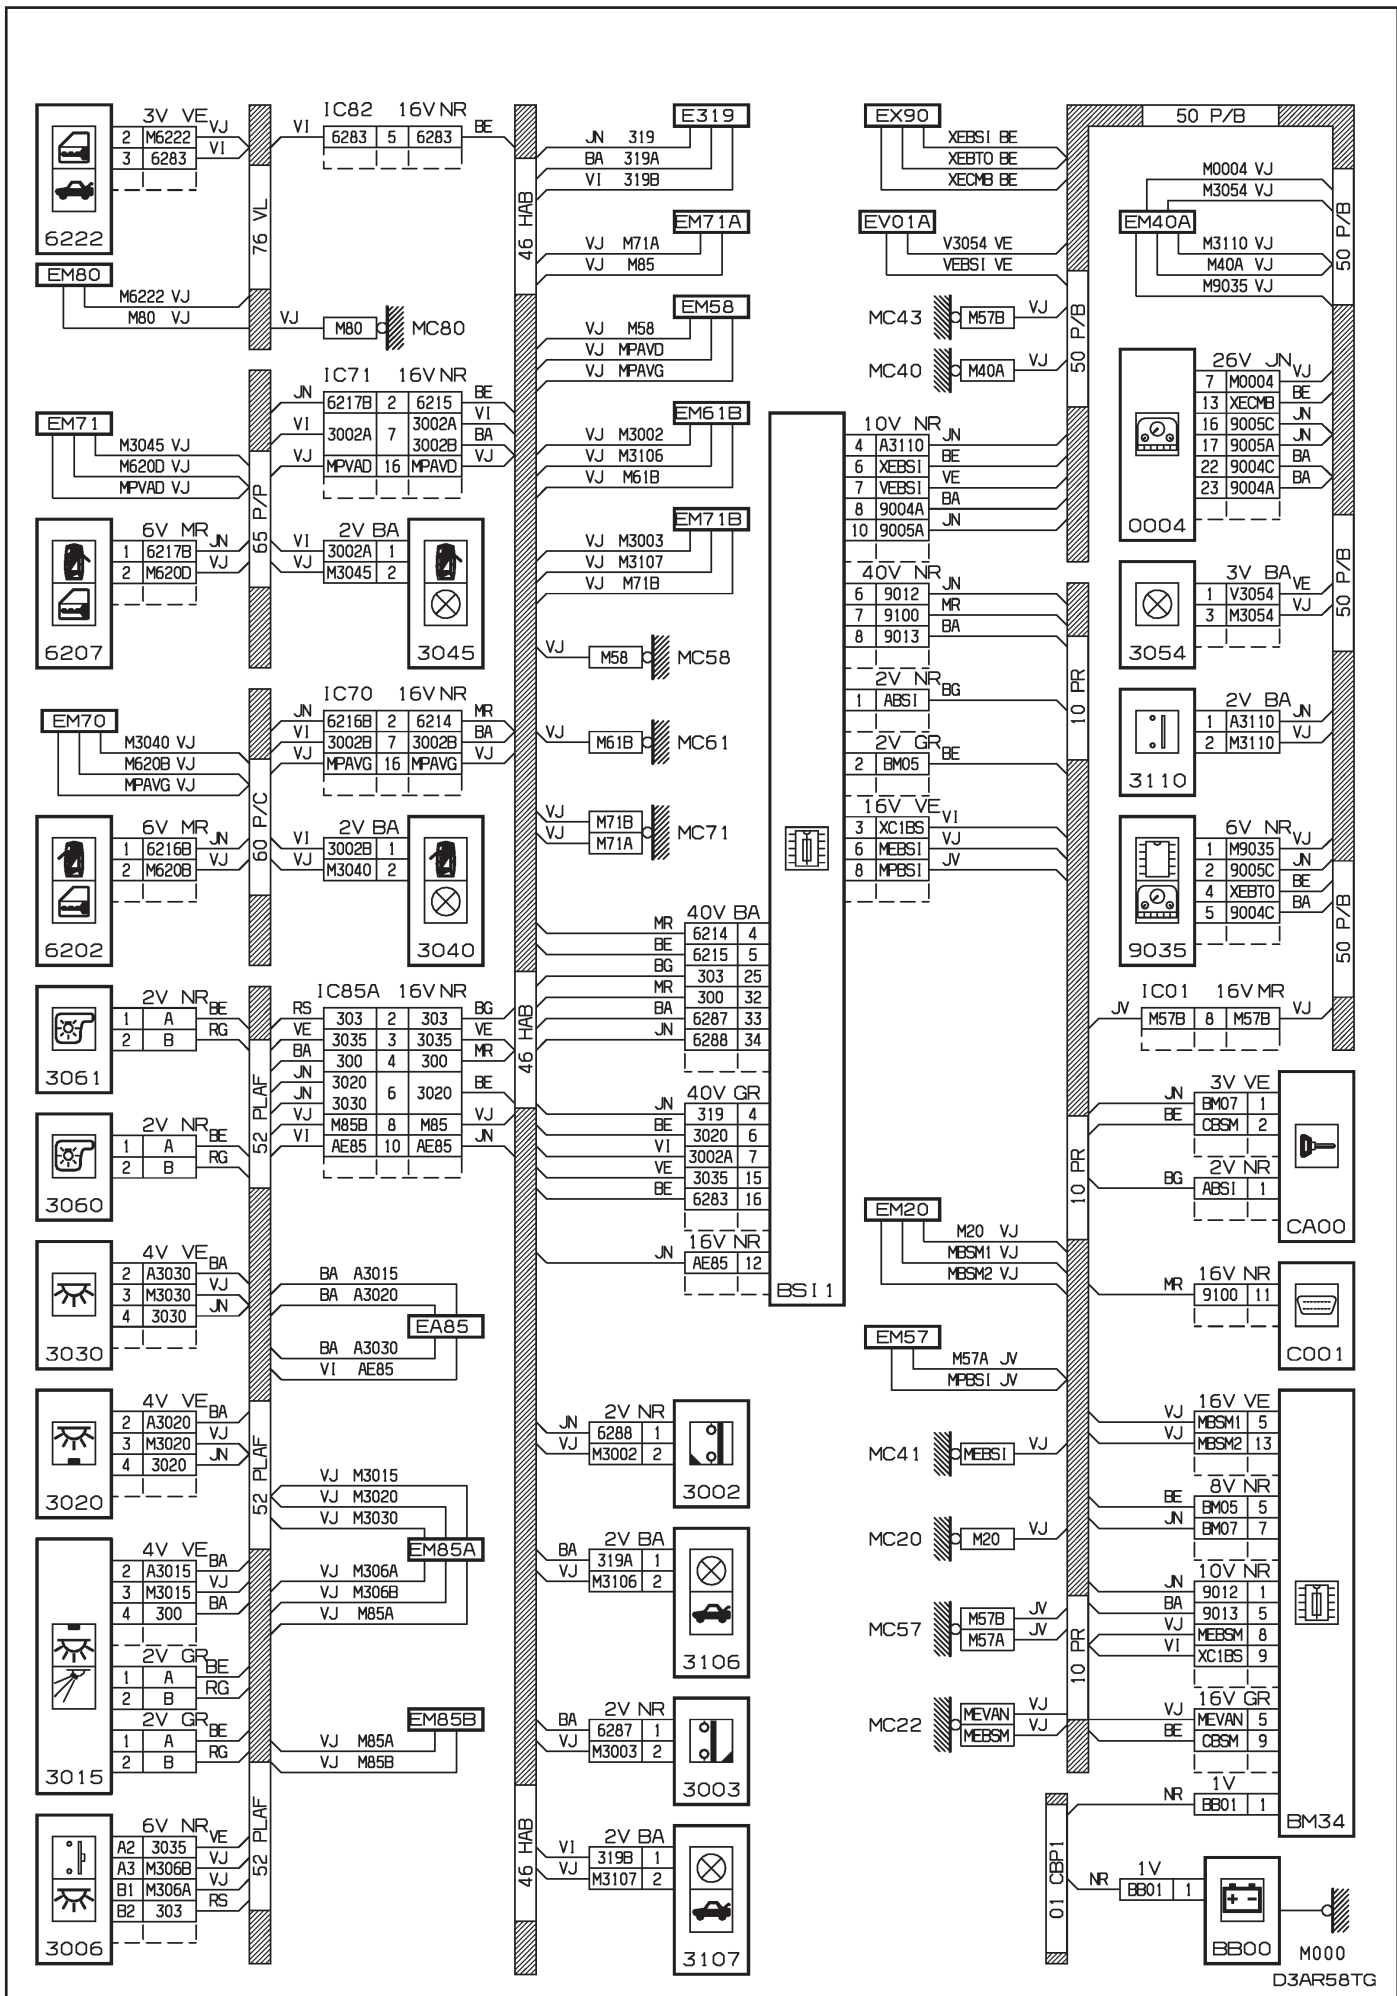 3V VE
2 M6222 VJ
3 6283 VI
6222
EM80
M6222 VJ
M80 VJ
76 VL
VJ M80 MC80
IC82 16V NR
VI 6283 5 6283 BE
IC71 16V NR
JN 6217B 2 6215 BE
VI 3002A 7 3002A VI
3002B BA
VJ MPVAD 16 MPAVD VJ
EM71
M3045 VJ
M620D VJ
MPVAD VJ
65 P/P
6V MR
1 6217B JN
2 M620D VJ
6207
2V BA
VI 3002A 1
VJ M3045 2
3045
IC70 16V NR
JN 6216B 2 6214 MR
VI 3002B 7 3002B BA
VJ MPAVG 16 MPAVG VJ
EM70
M3040 VJ
M620B VJ
MPAVG VJ
60 P/C
6V MR
1 6216B JN
2 M620B VJ
6202
2V BA
VI 3002B 1
VJ M3040 2
3040
2V NR
1 A BE
2 B RG
3061
IC85A 16V NR
RS 303 2 303 BG
VE 3035 3 3035 VE
BA 300 4 300 MR
JN 3020 6 3020 BE
JN 3030
VJ M85B 8 M85 VJ
VI AE85 10 AE85 JN
52 PLAF
2V NR
1 A BE
2 B RG
3060
4V VE
2 A3030 BA
3 M3030 VJ
4 3030 JN
3030
BA A3015
BA A3020
EA85
BA A3030
VI AE85
4V VE
2 A3020 BA
3 M3020 VJ
4 3020 JN
3020
52 PLAF
VJ M3015
VJ M3020
VJ M3030
EM85A
VJ M306A
VJ M306B
VJ M85A
4V VE
2 A3015 BA
3 M3015 VJ
4 300 BA
2V GR
1 A BE
2 B RG
2V GR
1 A BE
2 B RG
3015
EM85B
VJ M85A
VJ M85B
6V NR
A2 3035 VE
A3 M306B VJ
B1 M306A VJ
B2 303 RS
3006
52 PLAF
46 HAB
E319
JN 319
BA 319A
VI 319B
EM71A
VJ M71A
VJ M85
EM58
VJ M58
VJ MPAVD
VJ MPAVG
EM61B
VJ M3002
VJ M3106
VJ M61B
EM71B
VJ M3003
VJ M3107
VJ M71B
VJ M58 MC58
VJ M61B MC61
VJ M71B
VJ M71A MC71
46 HAB
40V BA
MR 6214 4
BE 6215 5
BG 303 25
MR 300 32
BA 6287 33
JN 6288 34
40V GR
JN 319 4
BE 3020 6
VI 3002A 7
VE 3035 15
BE 6283 16
16V NR
JN AE85 12
BSI1
2V NR
JN 6288 1
VJ M3002 2
3002
2V BA
BA 319A 1
VJ M3106 2
3106
2V NR
BA 6287 1
VJ M3003 2
3003
46 HAB
2V BA
VI 319B 1
VJ M3107 2
3107
EX90
XEBSI BE
XEBTO BE
XECMB BE
EV01A
V3054 VE
VEBSI VE
MC43 M57B VJ
MC40 M40A VJ
50 P/B
10V NR
4 A3110 JN
6 XEBSI BE
7 VEBSI VE
8 9004A BA
10 9005A JN
40V NR
6 9012 JN
7 9100 MR
8 9013 BA
2V NR
1 ABSI BG
2V GR
2 BM05 BE
16V VE
3 XC1BS VI
6 MEBSI VJ
8 MPBSI JV
10 PR
EM20
M20 VJ
MBSM1 VJ
MBSM2 VJ
EM57
M57A JV
MPBSI JV
MC41 MEBSI VJ
MC20 M20 VJ
MC57 M57B JV
M57A JV
MC22 MEVAN VJ
MEBSM VJ
10 PR
10 PR
01 CBP1
50 P/B
M0004 VJ
M3054 VJ
EM40A
M3110 VJ
M40A VJ
M9035 VJ
50 P/B
26V JN
7 M0004 VJ
13 XECMB BE
16 9005C JN
17 9005A JN
22 9004C BA
23 9004A BA
0004
50 P/B
3V BA
1 V3054 VE
3 M3054 VJ
3054
2V BA
1 A3110 JN
2 M3110 VJ
3110
6V NR
1 M9035 VJ
2 9005C JN
4 XEBTO BE
5 9004C BA
9035
50 P/B
IC01 16V MR
JV M57B 8 M57B VJ
3V VE
JN BM07 1
BE CBSM 2
2V NR
BG ABSI 1
CA00
16V NR
MR 9100 11
C001
16V VE
VJ MBSM1 5
VJ MBSM2 13
8V NR
BE BM05 5
JN BM07 7
10V NR
JN 9012 1
BA 9013 5
VJ MEBSM 8
VI XC1BS 9
16V GR
VJ MEVAN 5
BE CBSM 9
1V
NR BB01 1
BM34
1V
NR BB01 1
BB00
M000
D3AR58TG